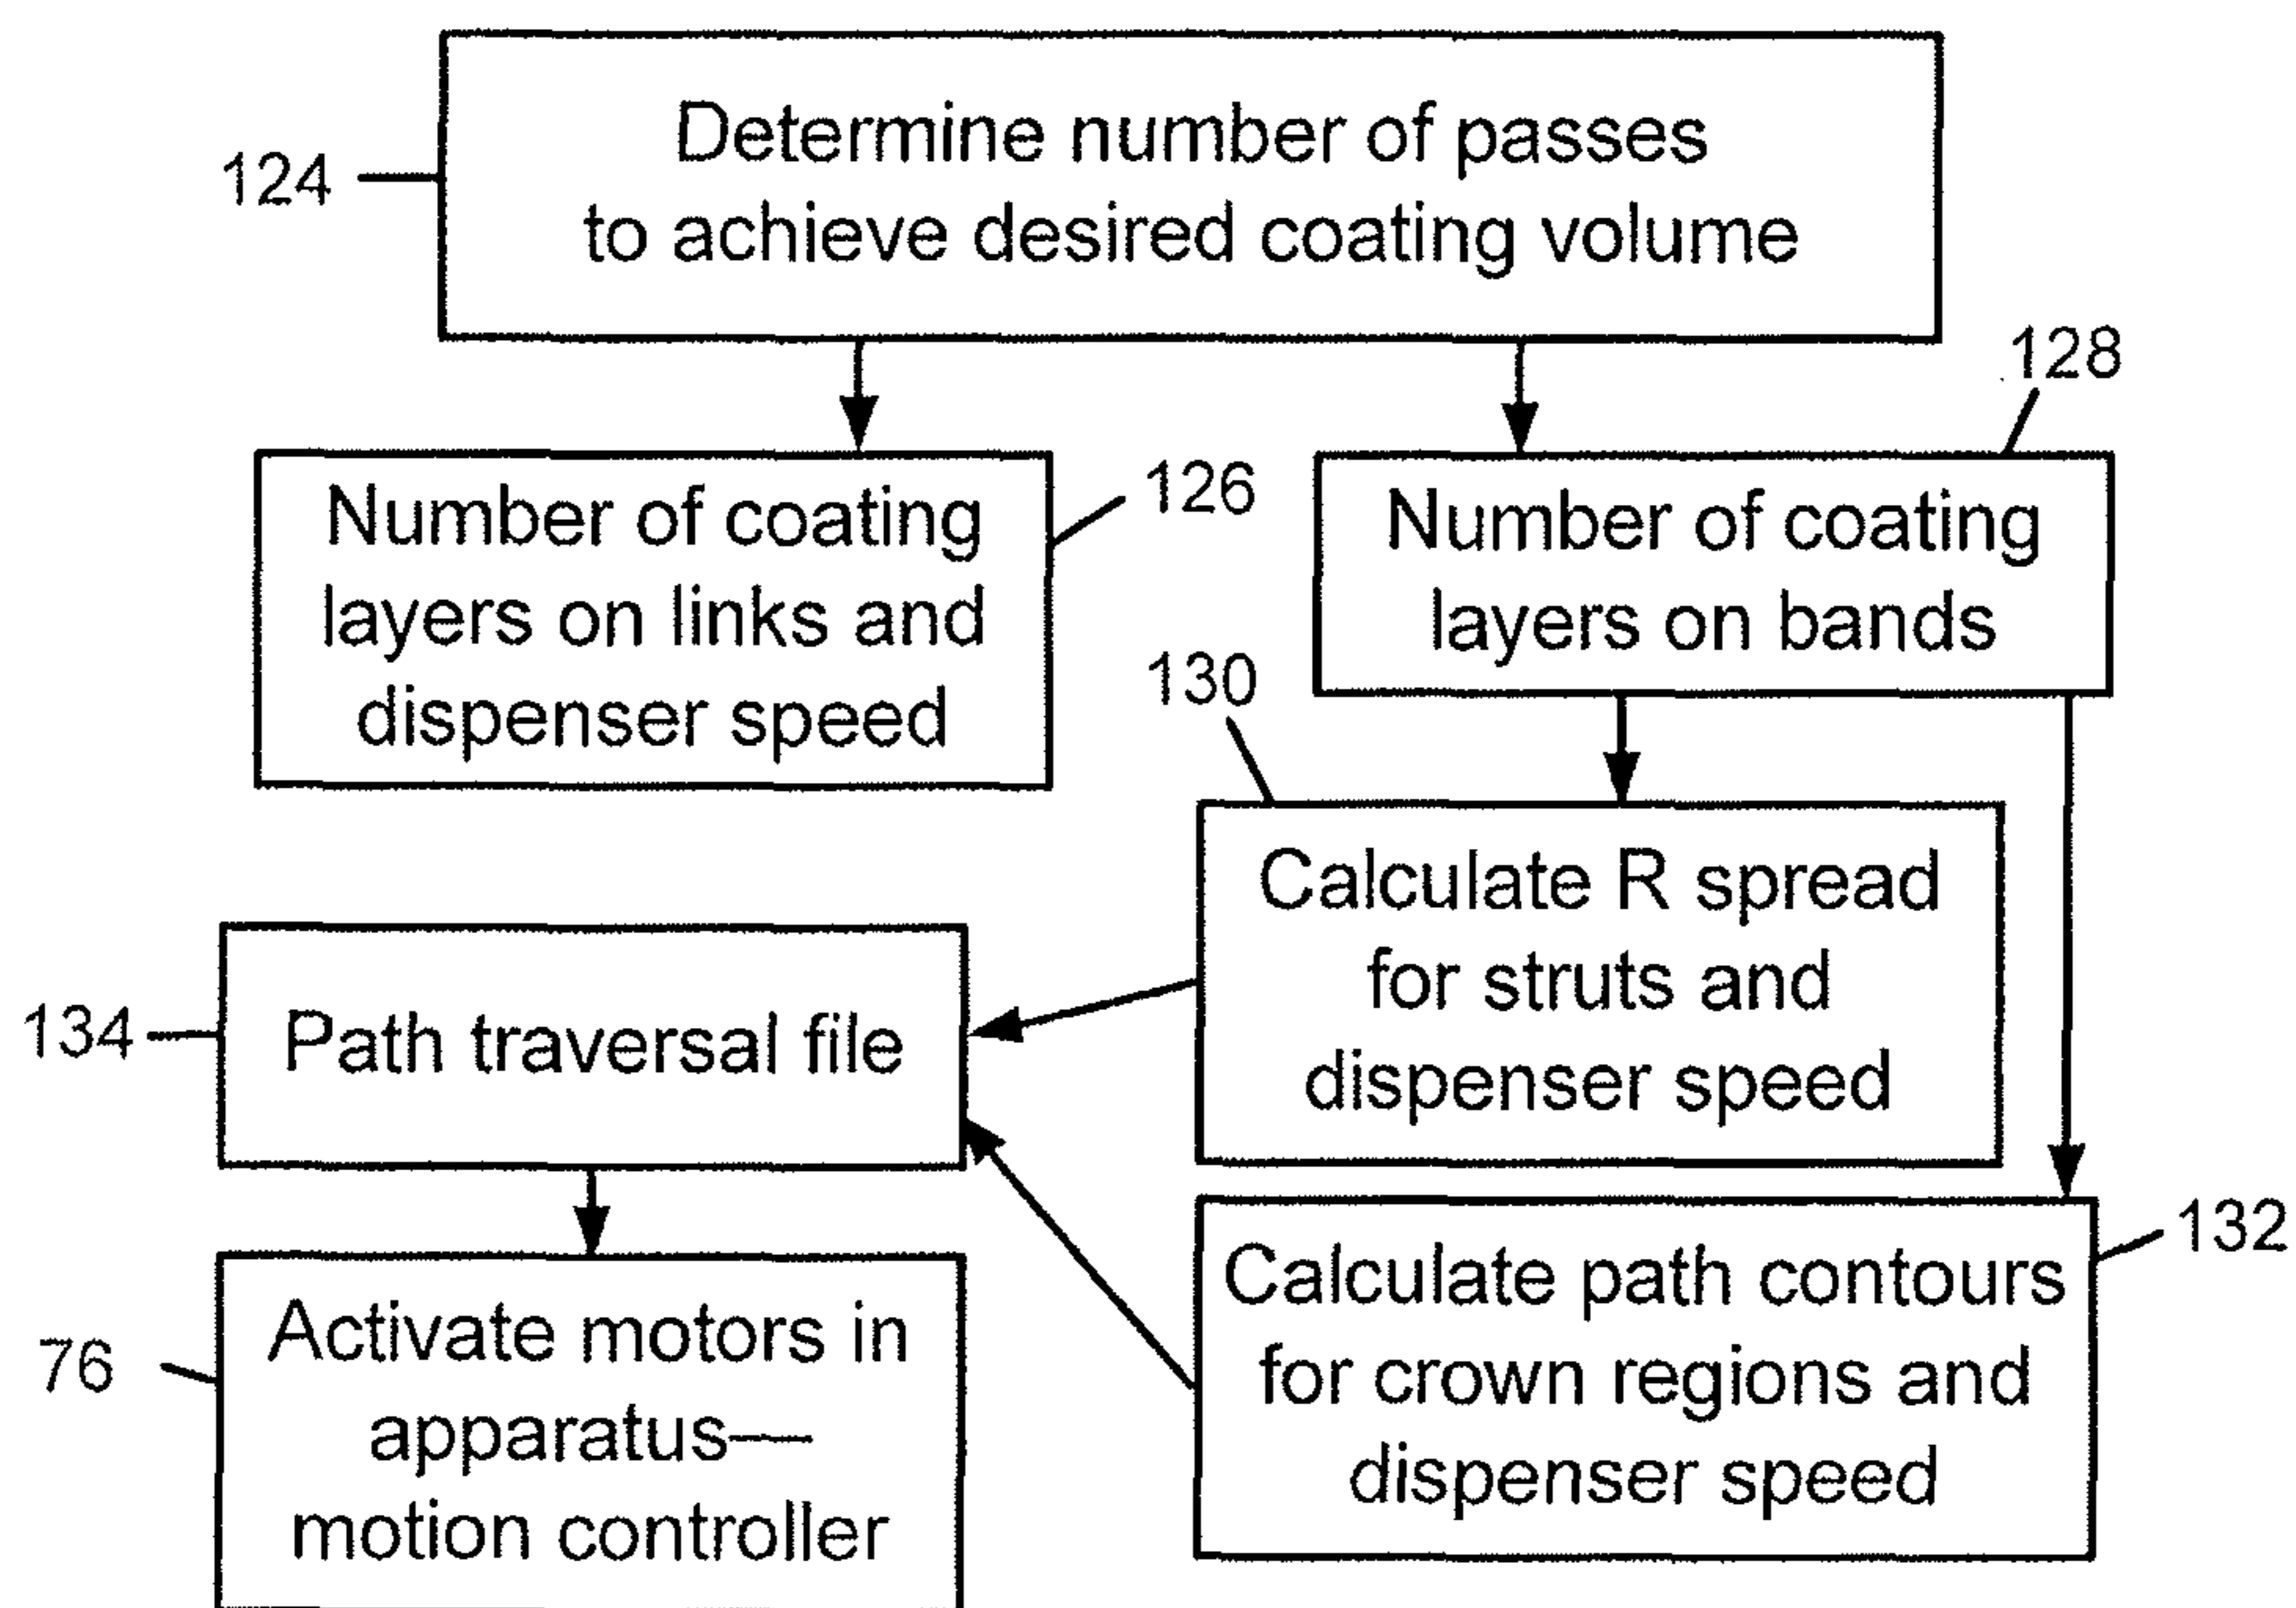 124
Determine number of passes
to achieve desired coating volume
128
Number of coating
layers on links and
dispenser speed
126
Number of coating
layers on bands
130
Calculate R spread
for struts and
dispenser speed
134
Path traversal file
132
Calculate path contours
for crown regions and
dispenser speed
76
Activate motors in
apparatus—
motion controller